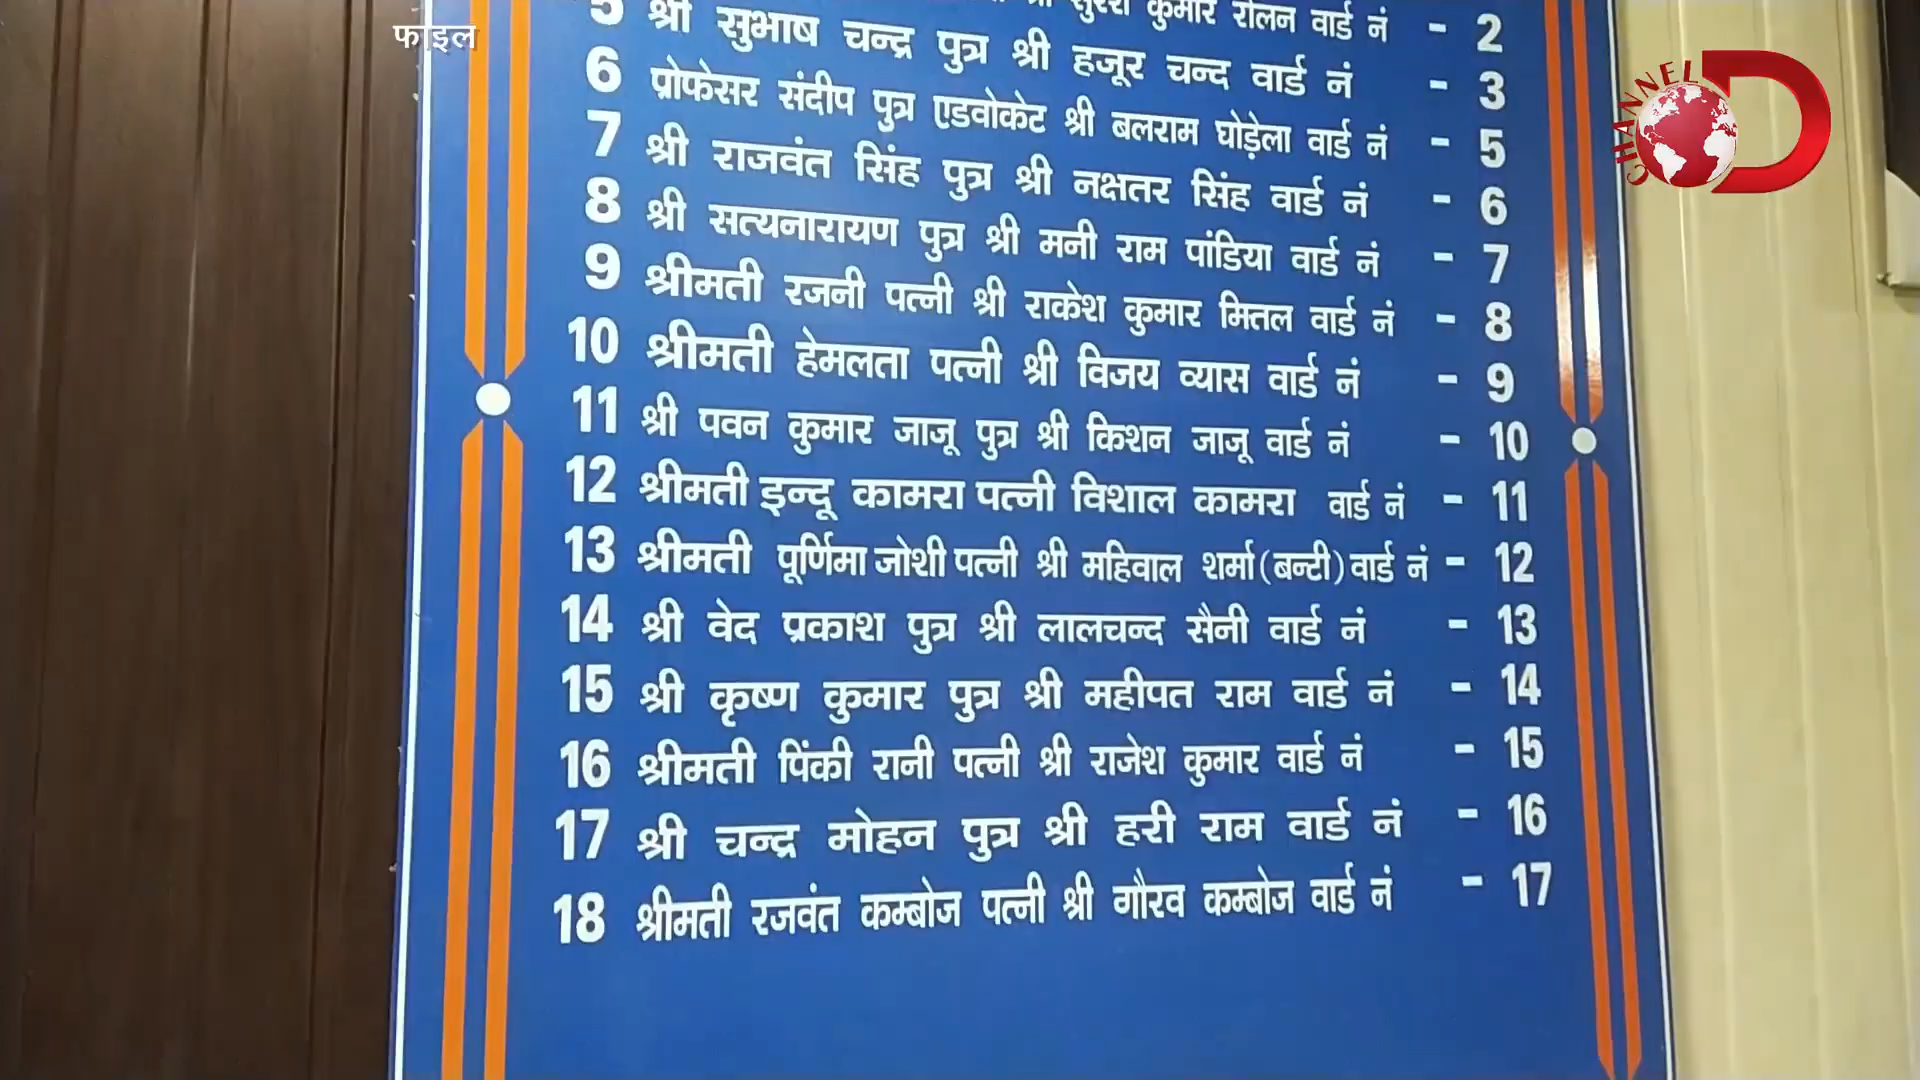 फाइल
कुमार रोलन वार्ड नं - 2
5 श्री सुभाष चन्द्र पुत्र श्री हजूर चन्द वार्ड नं - 3
6 प्रोफेसर संदीप पुत्र एडवोकेट श्री बलराम घोड़ेला वार्ड नं - 5
7 श्री राजवंत सिंह पुत्र श्री नक्षतर सिंह वार्ड नं - 6
8 श्री सत्यनारायण पुत्र श्री मनी राम पांडिया वार्ड नं - 7
9 श्रीमती रजनी पत्नी श्री राकेश कुमार मितल वार्ड नं - 8
10 श्रीमती हेमलता पत्नी श्री विजय व्यास वार्ड नं - 9
11 श्री पवन कुमार जाजू पुत्र श्री किशन जाजू वार्ड नं - 10
12 श्रीमती इन्दू कामरा पत्नी विशाल कामरा वार्ड नं - 11
13 श्रीमती पूर्णिमा जोशी पत्नी श्री महिवाल शर्मा (बन्टी) वार्ड नं - 12
14 श्री वेद प्रकाश पुत्र श्री लालचन्द सैनी वार्ड नं - 13
15 श्री कृष्ण कुमार पुत्र श्री महीपत राम वार्ड नं - 14
16 श्रीमती पिंकी रानी पत्नी श्री राजेश कुमार वार्ड नं - 15
17 श्री चन्द्र मोहन पुत्र श्री हरी राम वार्ड नं - 16
18 श्रीमती रजवंत कम्बोज पत्नी श्री गौरव कम्बोज वार्ड नं - 17
CHANNEL D